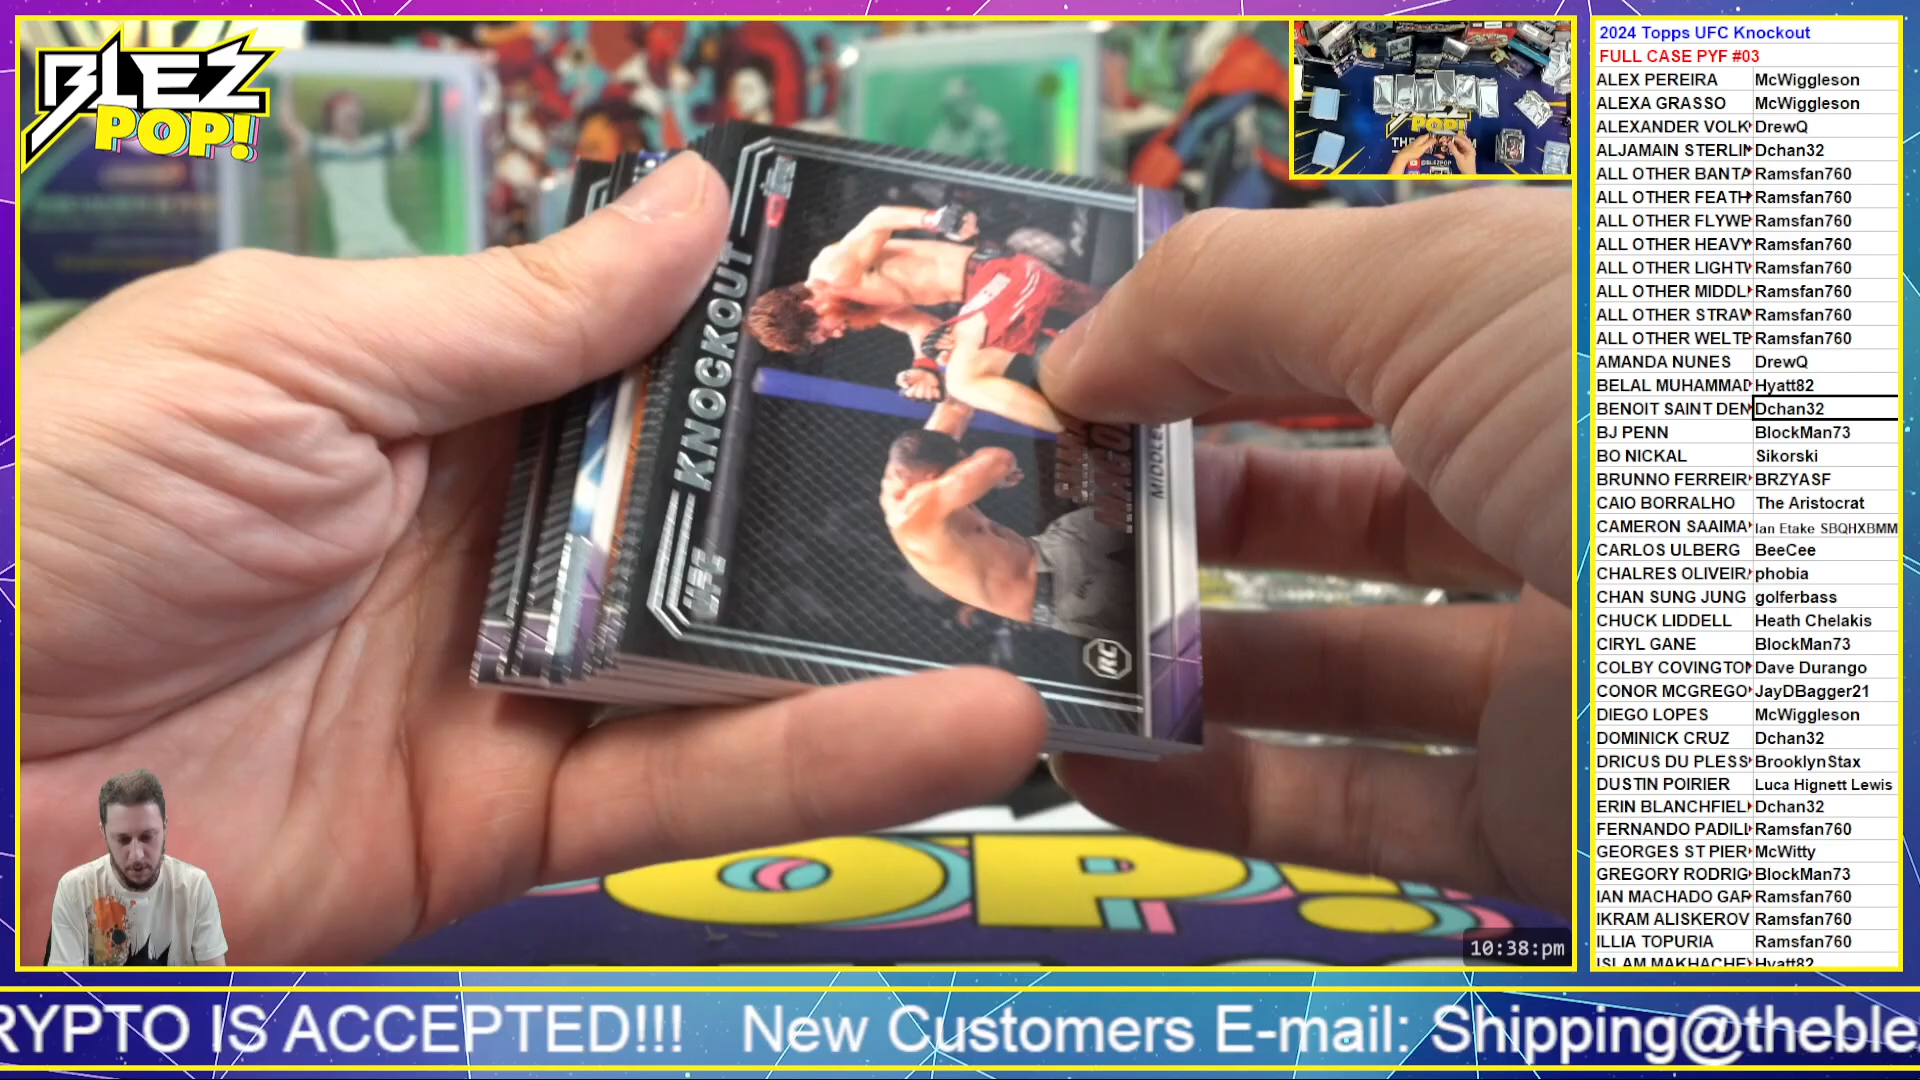 BLEZ
POP!
KNOCKOUT
UFC
RC
OP!
10:38:pm
2024 Topps UFC Knockout
FULL CASE PYF #03
ALEX PEREIRA McWiggleson
ALEXA GRASSO McWiggleson
ALEXANDER VOLK DrewQ
ALJAMAIN STERLIN Dchan32
ALL OTHER BANTA Ramsfan760
ALL OTHER FEATH Ramsfan760
ALL OTHER FLYWE Ramsfan760
ALL OTHER HEAVY Ramsfan760
ALL OTHER LIGHTW Ramsfan760
ALL OTHER MIDDL Ramsfan760
ALL OTHER STRAW Ramsfan760
ALL OTHER WELTE Ramsfan760
AMANDA NUNES DrewQ
BELAL MUHAMMAD Hyatt82
BENOIT SAINT DEN Dchan32
BJ PENN BlockMan73
BO NICKAL Sikorski
BRUNNO FERREIR BRZYASF
CAIO BORRALHO The Aristocrat
CAMERON SAAIMA Ian Etake SBQHXBMM
CARLOS ULBERG BeeCee
CHALRES OLIVEIRA phobia
CHAN SUNG JUNG golferbass
CHUCK LIDDELL Heath Chelakis
CIRYL GANE BlockMan73
COLBY COVINGTON Dave Durango
CONOR MCGREGO JayDBagger21
DIEGO LOPES McWiggleson
DOMINICK CRUZ Dchan32
DRICUS DU PLESS BrooklynStax
DUSTIN POIRIER Luca Hignett Lewis
ERIN BLANCHFIEL Dchan32
FERNANDO PADILL Ramsfan760
GEORGES ST PIER McWitty
GREGORY RODRIG BlockMan73
IAN MACHADO GAR Ramsfan760
IKRAM ALISKEROV Ramsfan760
ILLIA TOPURIA Ramsfan760
ISLAM MAKHACHE Hyatt82
RYPTO IS ACCEPTED!!! New Customers E-mail: Shipping@theble